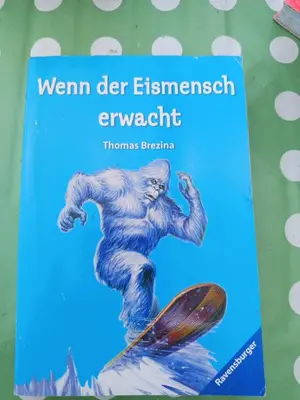 Wenn der Eismensch
erwacht
Thomas Brezina
Ravensburger